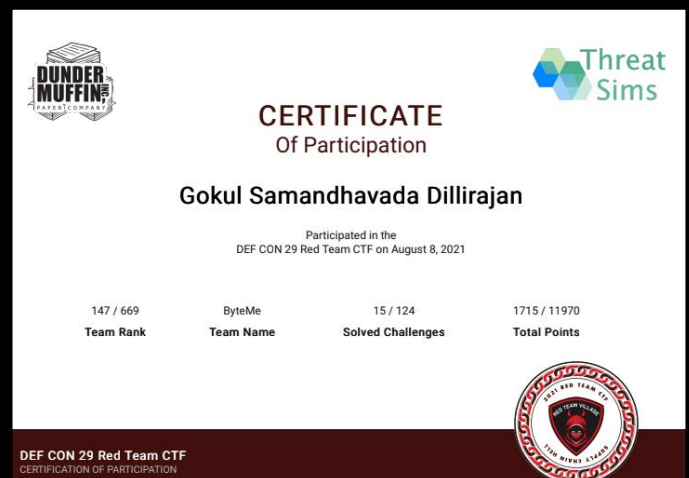 DUNDER
MUFFIN, INC.
PAPER COMPANY
Threat
Sims
CERTIFICATE
Of Participation
Gokul Samandhavada Dillirajan
Participated in the
DEF CON 29 Red Team CTF on August 8, 2021
147 / 669
Team Rank
ByteMe
Team Name
15 / 124
Solved Challenges
1715 / 11970
Total Points
2021 RED TEAM CTF
RED TEAM VILLAGE
SUPPLY CHAIN HELL
DEF CON 29 Red Team CTF
CERTIFICATION OF PARTICIPATION